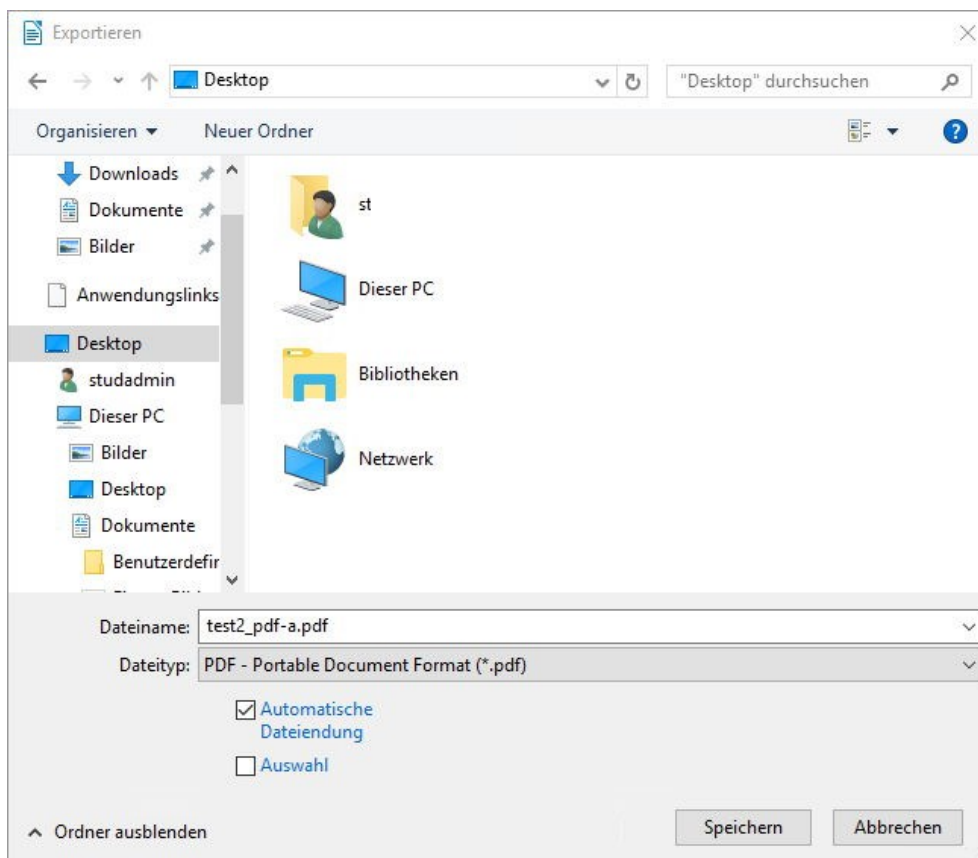 Exportieren
Desktop
"Desktop" durchsuchen
Organisieren
Neuer Ordner
Downloads
Dokumente
Bilder
Anwendungslinks
Desktop
studadmin
Dieser PC
Bilder
Desktop
Dokumente
Benutzerdefir
st
Dieser PC
Bibliotheken
Netzwerk
Dateiname: test2_pdf-a.pdf
Dateityp: PDF - Portable Document Format (*.pdf)
Automatische
Dateiendung
Auswahl
Ordner ausblenden
Speichern
Abbrechen